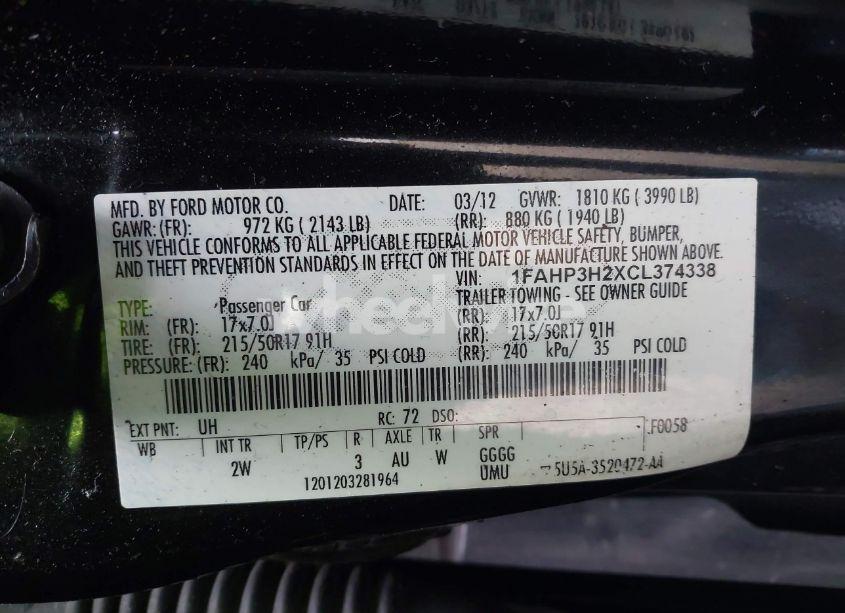 MFD. BY FORD MOTOR CO. DATE: 03/12 GVWR: 1810 KG ( 3990 LB)
GAWR: (FR): 972 KG ( 2143 LB) (RR): 880 KG ( 1940 LB)
THIS VEHICLE CONFORMS TO ALL APPLICABLE FEDERAL MOTOR VEHICLE SAFETY, BUMPER,
AND THEFT PREVENTION STANDARDS IN EFFECT ON THE DATE OF MANUFACTURE SHOWN ABOVE.
VIN: 1FAHP3H2XCL374338
TYPE: Passenger Car TRAILER TOWING - SEE OWNER GUIDE
RIM: (FR): 17x7.0J (RR): 17x7.0J
TIRE: (FR): 215/50R17 91H (RR): 215/50R17 91H
PRESSURE: (FR): 240 kPa/ 35 PSI COLD (RR): 240 kPa/ 35 PSI COLD
RC: 72 DSO:
EXT PNT: UH F0058
WB INT TR TP/PS R AXLE TR SPR
2W 3 AU W GGGG
1201203281964 UMU 5U5A-3520472-AA